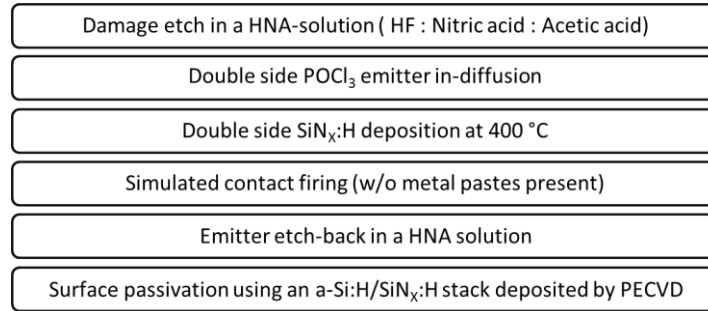 Damage etch in a HNA-solution ( HF : Nitric acid : Acetic acid)
Double side POCl₃ emitter in-diffusion
Double side SiNₓ:H deposition at 400 °C
Simulated contact firing (w/o metal pastes present)
Emitter etch-back in a HNA solution
Surface passivation using an a-Si:H/SiNₓ:H stack deposited by PECVD